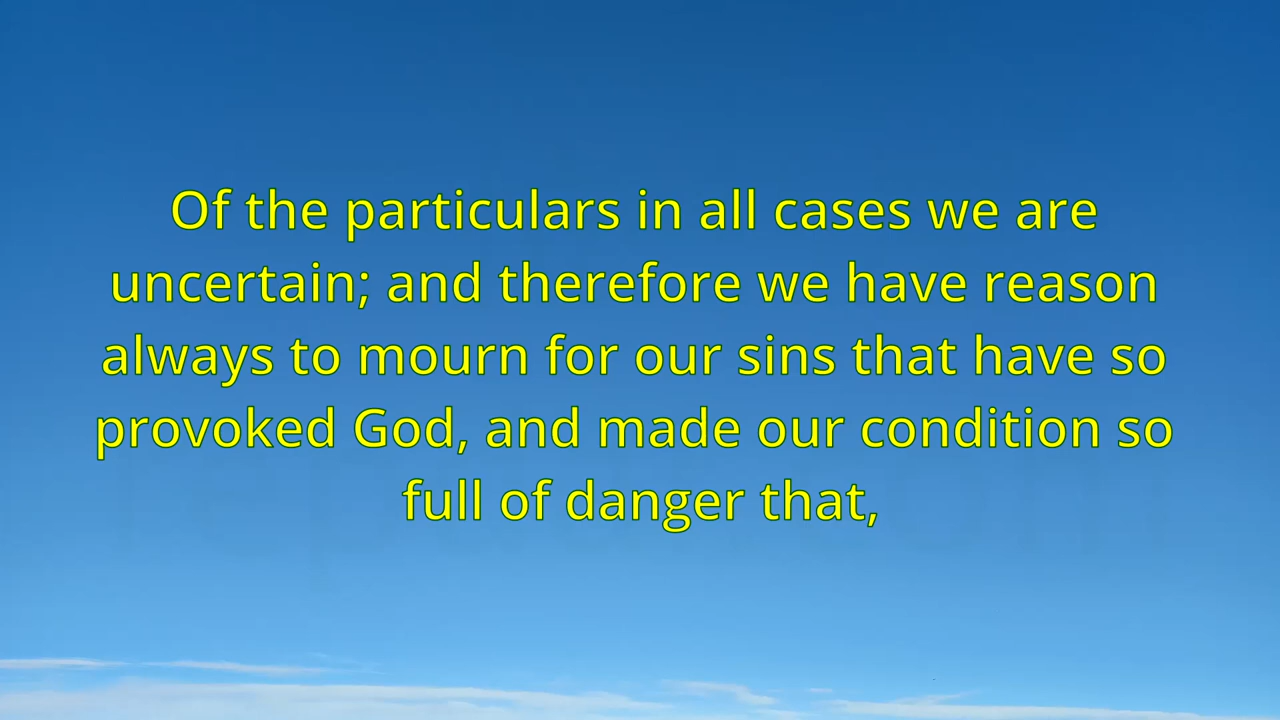 Of the particulars in all cases we are
uncertain; and therefore we have reason
always to mourn for our sins that have so
provoked God, and made our condition so
full of danger that,